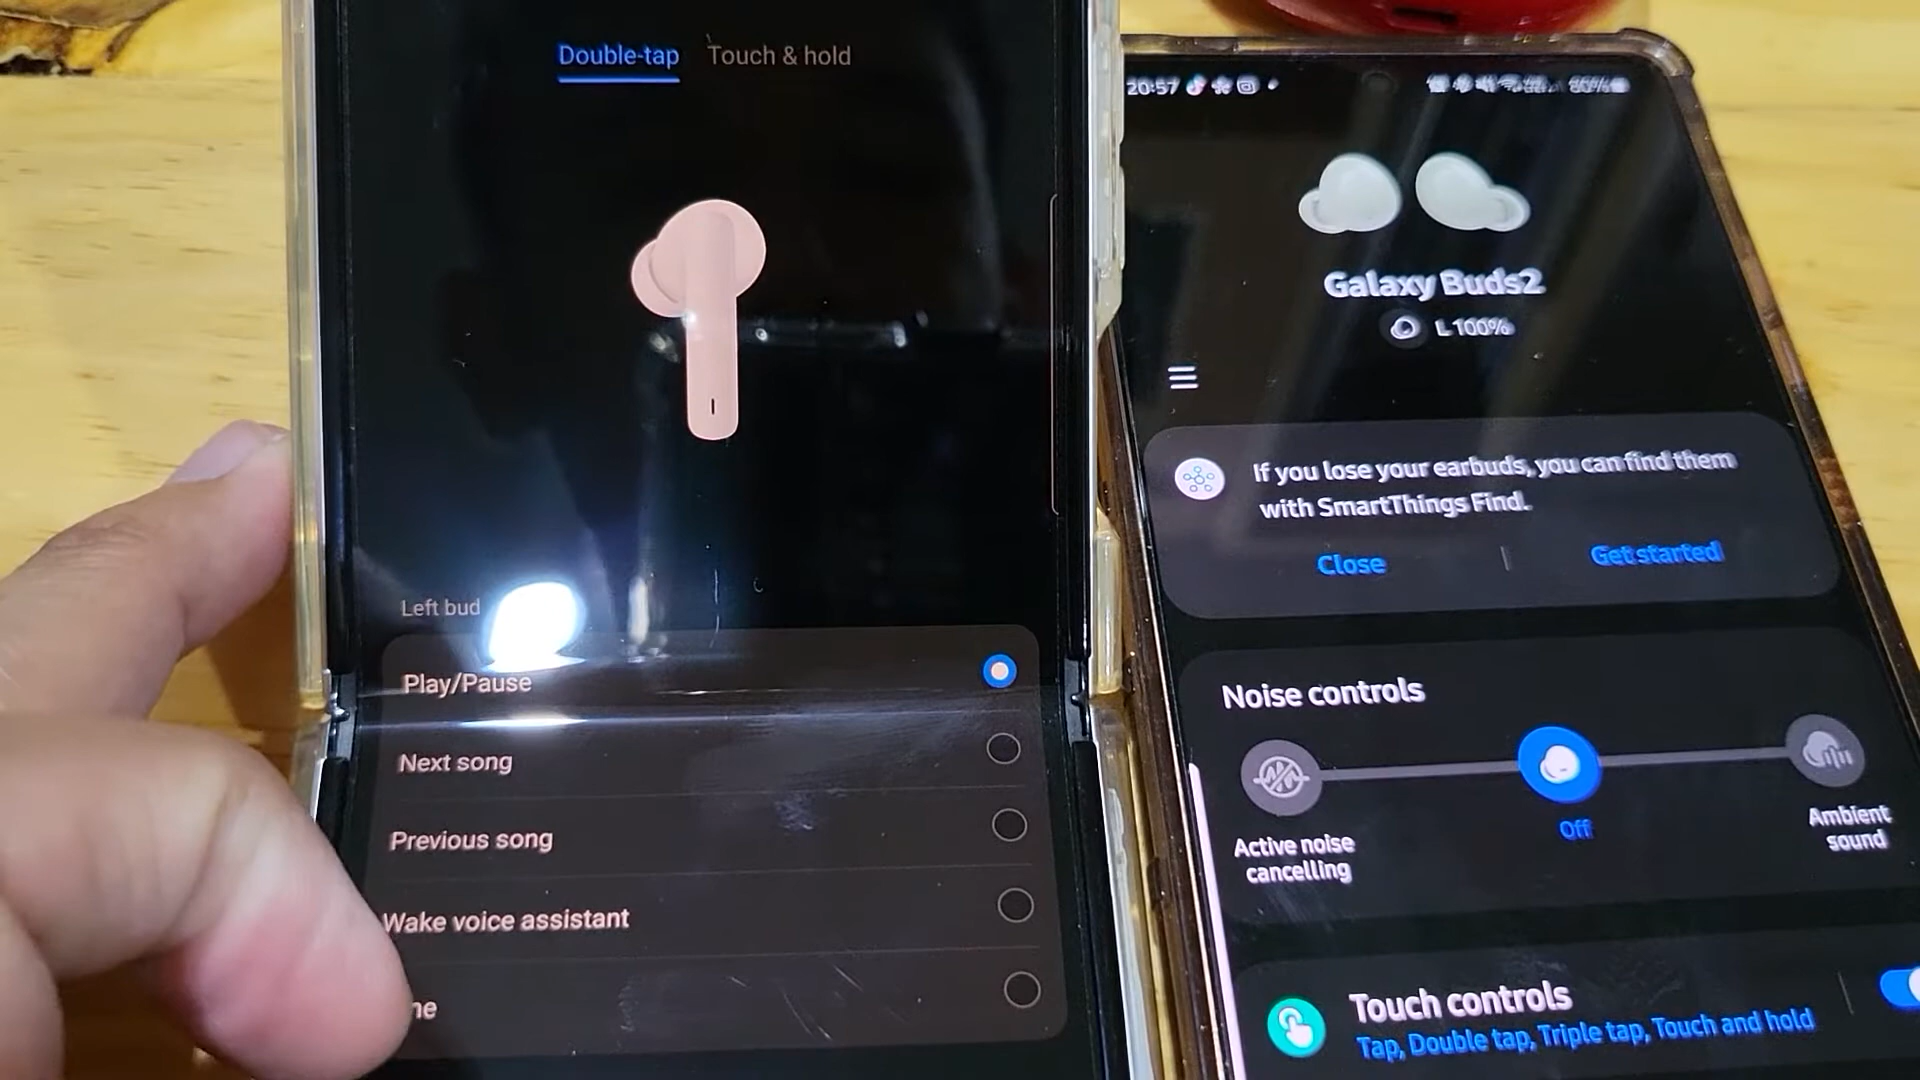 Double-tap Touch & hold
Left bud
Play/Pause
Next song
Previous song
Wake voice assistant
ne
20:57
Galaxy Buds2
L 100%
If you lose your earbuds, you can find them
with SmartThings Find.
Close Get started
Noise controls
Active noise
cancelling
Off
Ambient
sound
Touch controls
Tap, Double tap, Triple tap, Touch and hold